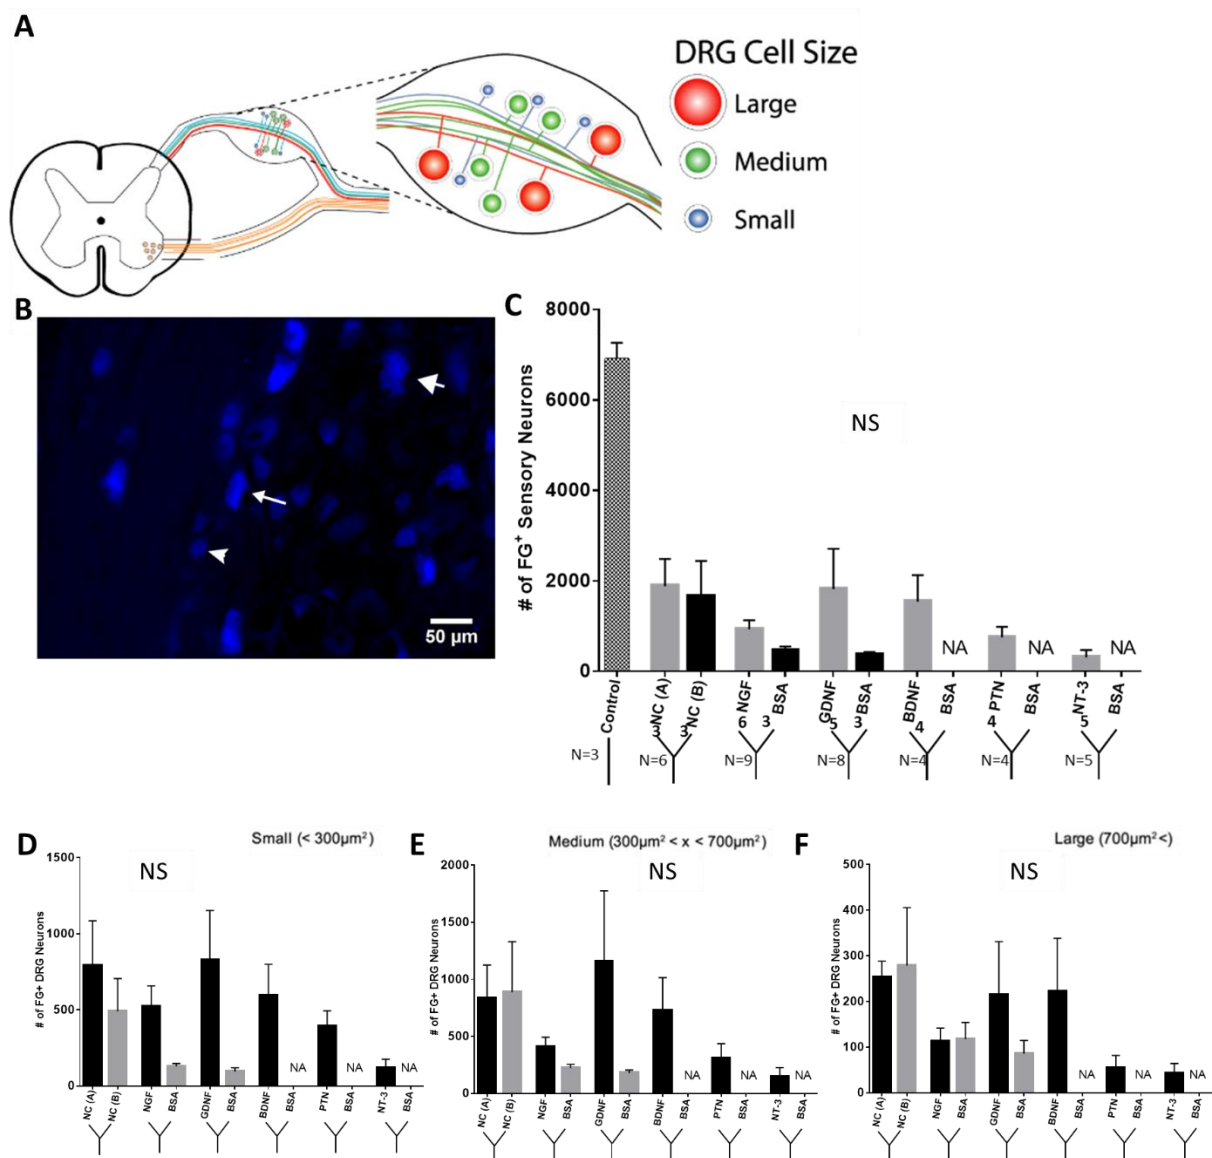 A
DRG Cell Size
Large
Medium
Small
B
50 µm
C
# of FG⁺ Sensory Neurons
8000
6000
4000
2000
0
NS
NA
NA
NA
Control
NC (A)
NC (B)
NGF
BSA
GDNF
BSA
BDNF
BSA
PTN
BSA
NT-3
BSA
3
3
6
3
5
3
4
4
5
N=3
N=6
N=9
N=8
N=4
N=4
N=5
D
Small (< 300µm²)
NS
# of FG+ DRG Neurons
1500
1000
500
0
NA
NA
NA
NC (A)
NC (B)
NGF
BSA
GDNF
BSA
BDNF
BSA
PTN
BSA
NT-3
BSA
E
Medium (300µm² < x < 700µm²)
NS
# of FG+ DRG Neurons
2000
1500
1000
500
0
NA
NA
NA
NC (A)
NC (B)
NGF
BSA
GDNF
BSA
BDNF
BSA
PTN
BSA
NT-3
BSA
F
Large (700µm²<)
NS
# of FG+ DRG Neurons
500
400
300
200
100
0
NA
NA
NA
NC (A)
NC (B)
NGF
BSA
GDNF
BSA
BDNF
BSA
PTN
BSA
NT-3
BSA